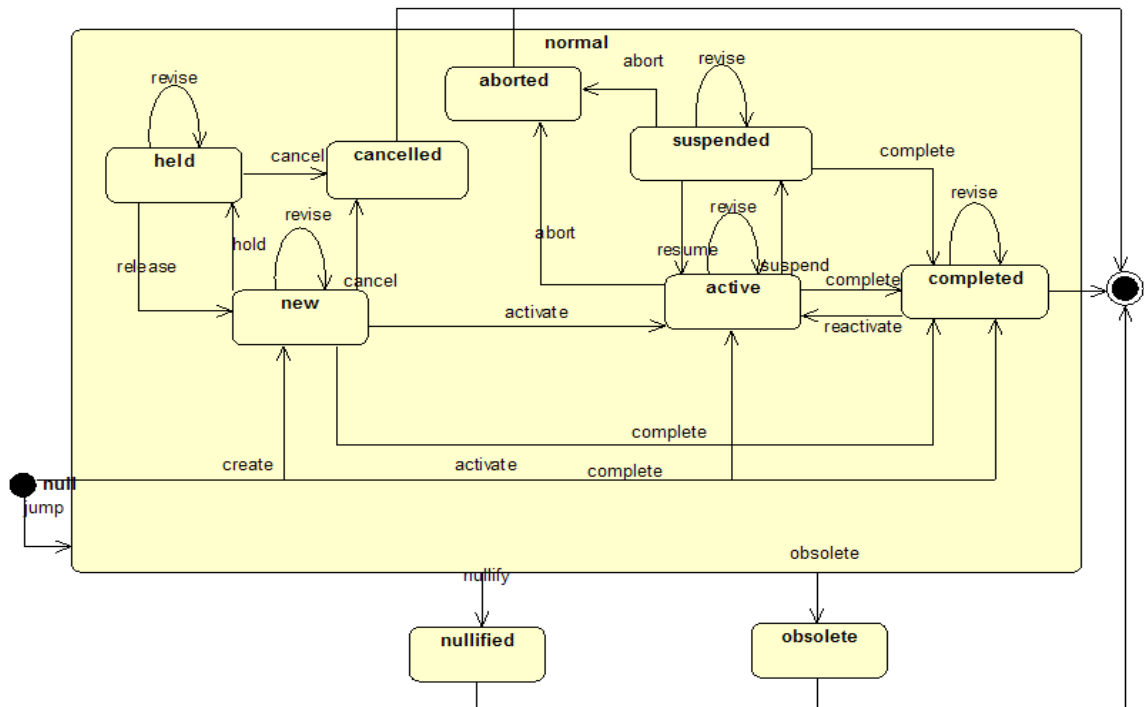 normal
abort
revise
revise
aborted
suspended
held
cancel
cancelled
complete
revise
revise
revise
hold
abort
release
resume
suspend
cancel
new
active
complete
completed
activate
reactivate
complete
create
activate
complete
null
jump
obsolete
nullify
nullified
obsolete